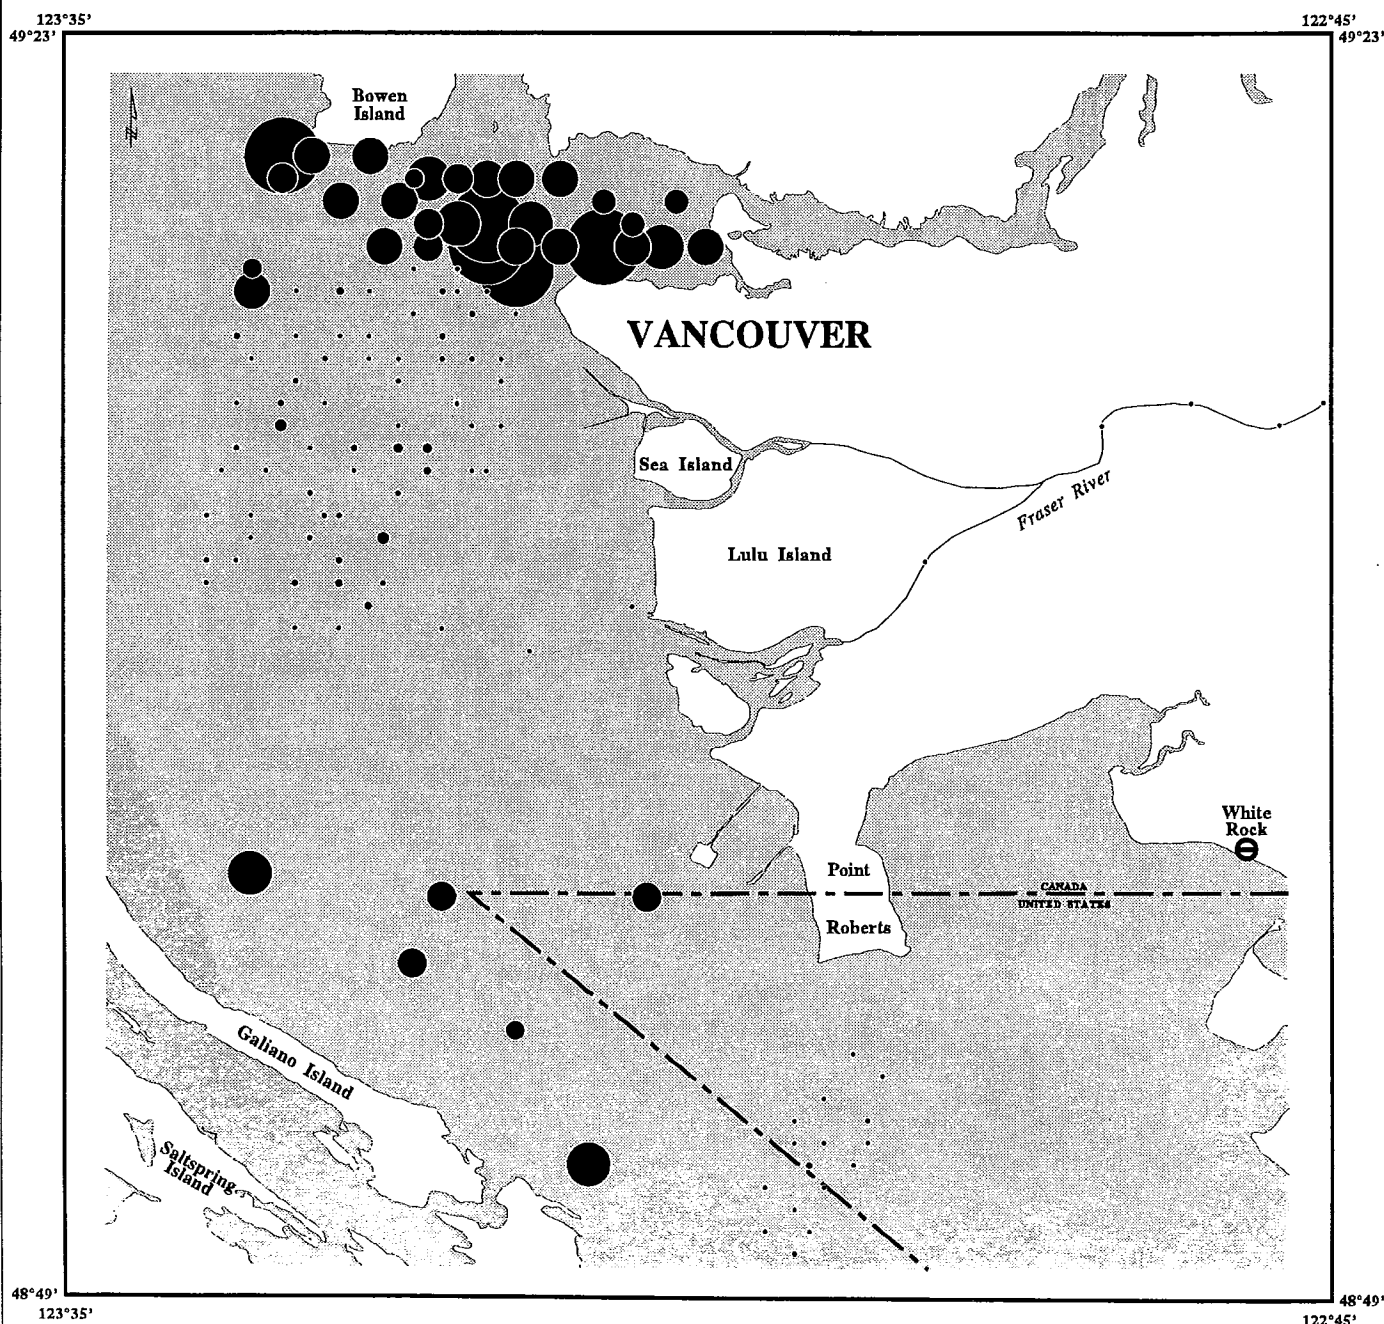 123°35'
122°45'
49°23'
49°23'
Bowen
Island
N
VANCOUVER
Sea Island
Fraser River
Lulu Island
White
Rock
Point
CANADA
UNITED STATES
Roberts
Galiano Island
Saltspring
Island
48°49'
48°49'
123°35'
122°45'